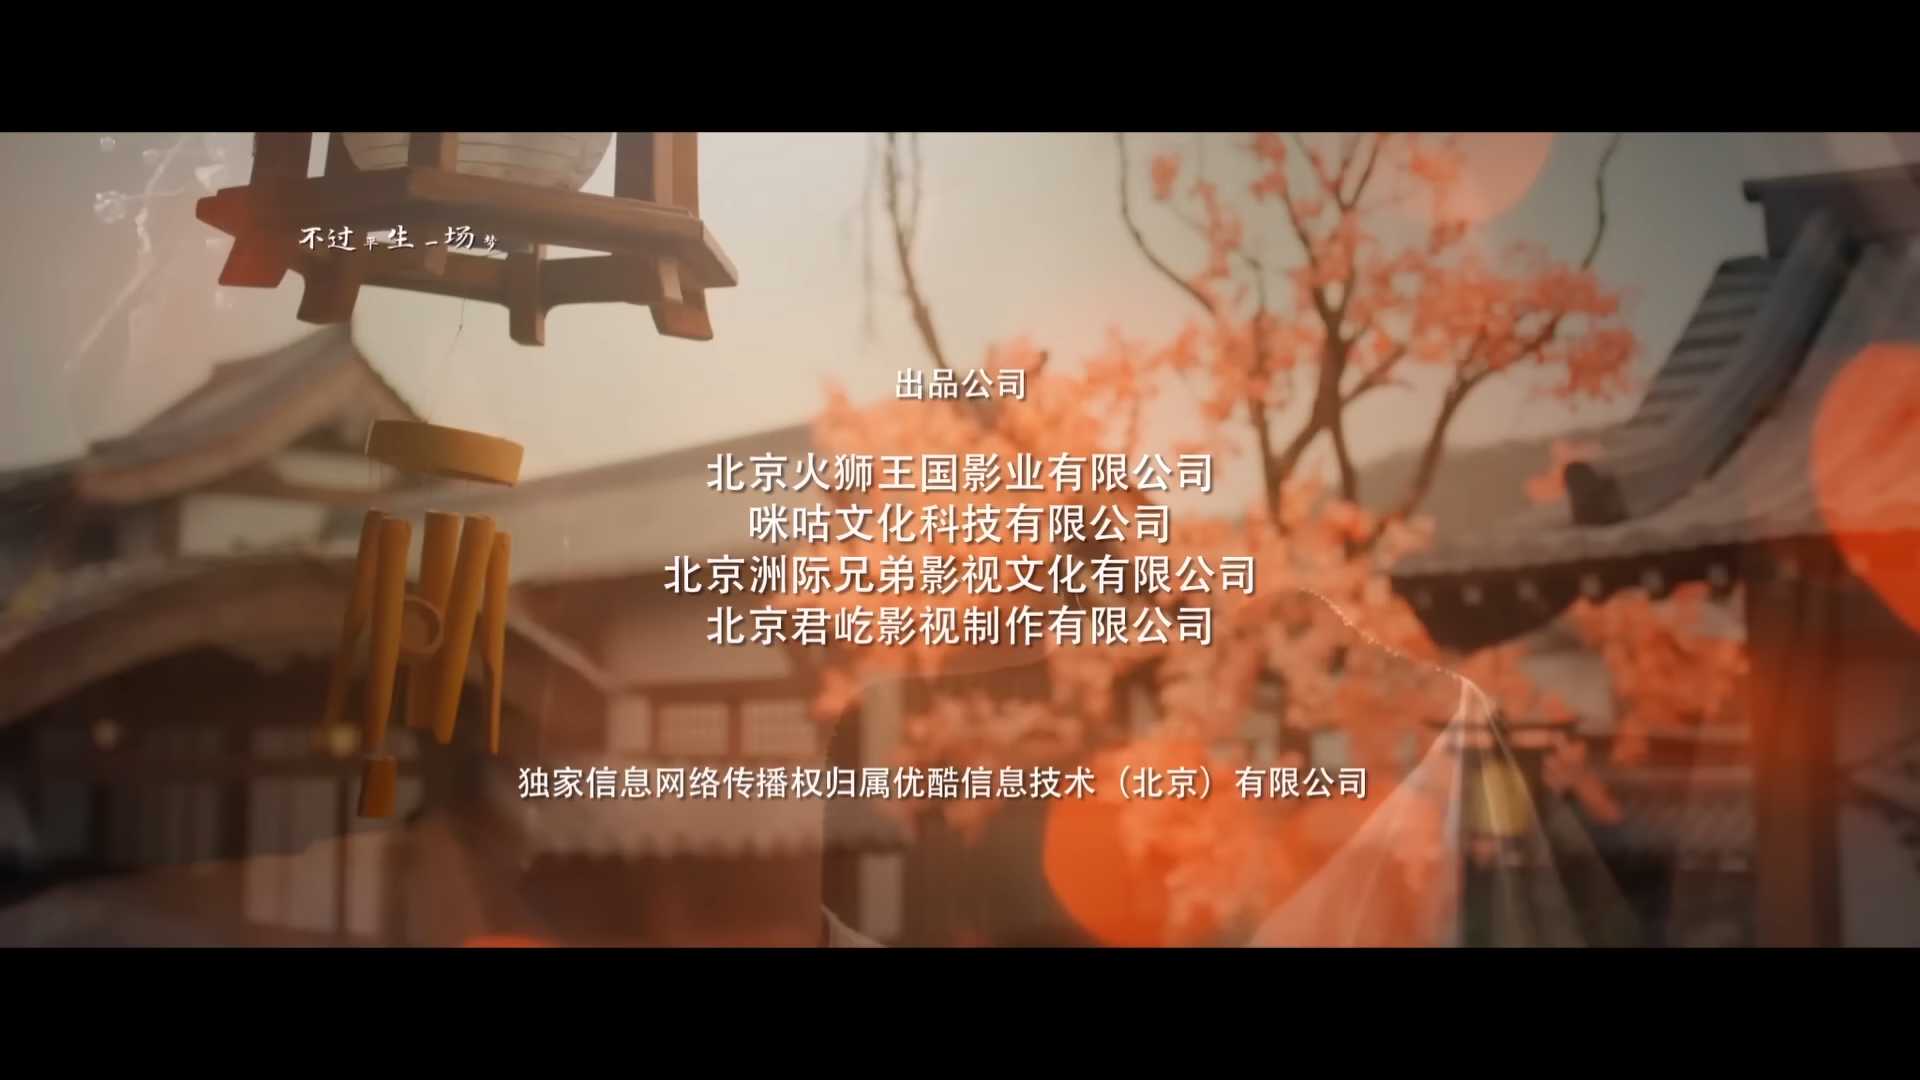 不过平生一场梦
出品公司
北京火狮王国影业有限公司
咪咕文化科技有限公司
北京洲际兄弟影视文化有限公司
北京君屹影视制作有限公司
独家信息网络传播权归属优酷信息技术（北京）有限公司